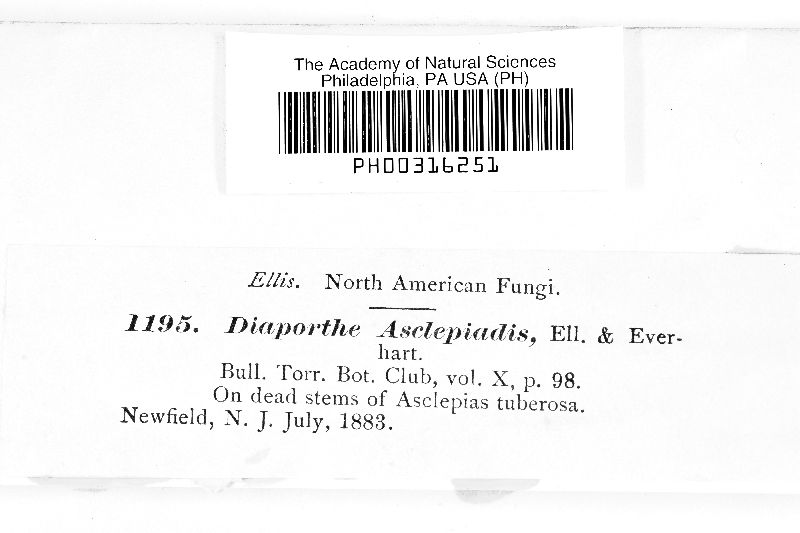 The Academy of Natural Sciences
Philadelphia, PA USA (PH)
PH00316251
Ellis. North American Fungi.
1195. Diaporthe Asclepiadis, Ell. & Ever-
hart.
Bull. Torr. Bot. Club, vol. X, p. 98.
On dead stems of Asclepias tuberosa.
Newfield, N. J. July, 1883.